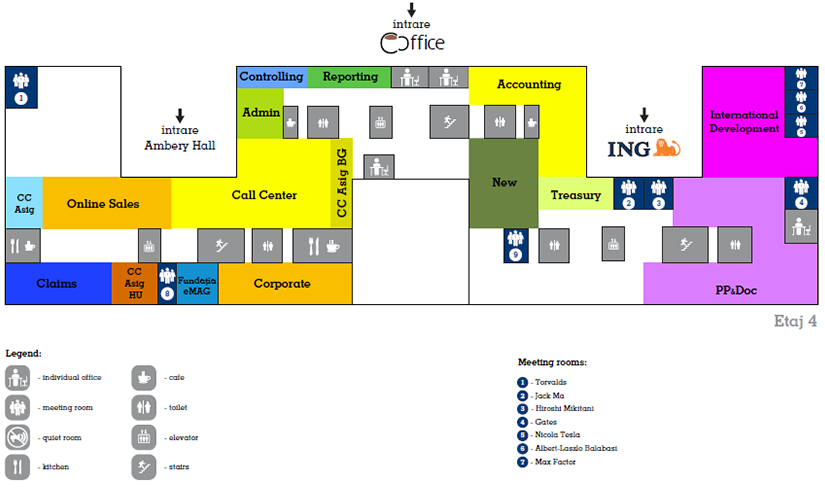 intrare
Coffice
Controlling
Reporting
1
Accounting
7
6
5
International
Development
Admin
intrare
Ambery Hall
intrare
ING
CC Asig BG
CC
Asig
Online Sales
Call Center
New
Treasury
2
3
4
9
Claims
CC
Asig
HU
8
Fundația
eMAG
Corporate
PP&Doc
Etaj 4
Legend:
- individual office
- cafe
- meeting room
- toilet
- quiet room
- elevator
- kitchen
- stairs
Meeting rooms:
1 - Torvalds
2 - Jack Ma
3 - Hiroshi Mikitani
4 - Gates
5 - Nicola Tesla
6 - Albert-Laszlo Balabasi
7 - Max Factor